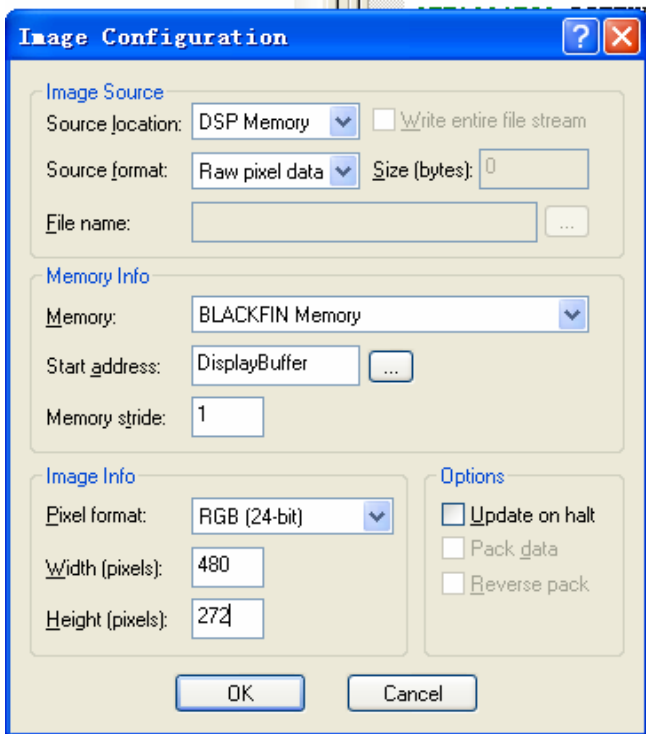 Image Configuration
Image Source
Source location: DSP Memory Write entire file stream
Source format: Raw pixel data Size (bytes): 0
File name: ...
Memory Info
Memory: BLACKFIN Memory
Start address: DisplayBuffer ...
Memory stride: 1
Image Info Options
Pixel format: RGB (24-bit) Update on halt
Pack data
Width (pixels): 480
Reverse pack
Height (pixels): 272
OK Cancel